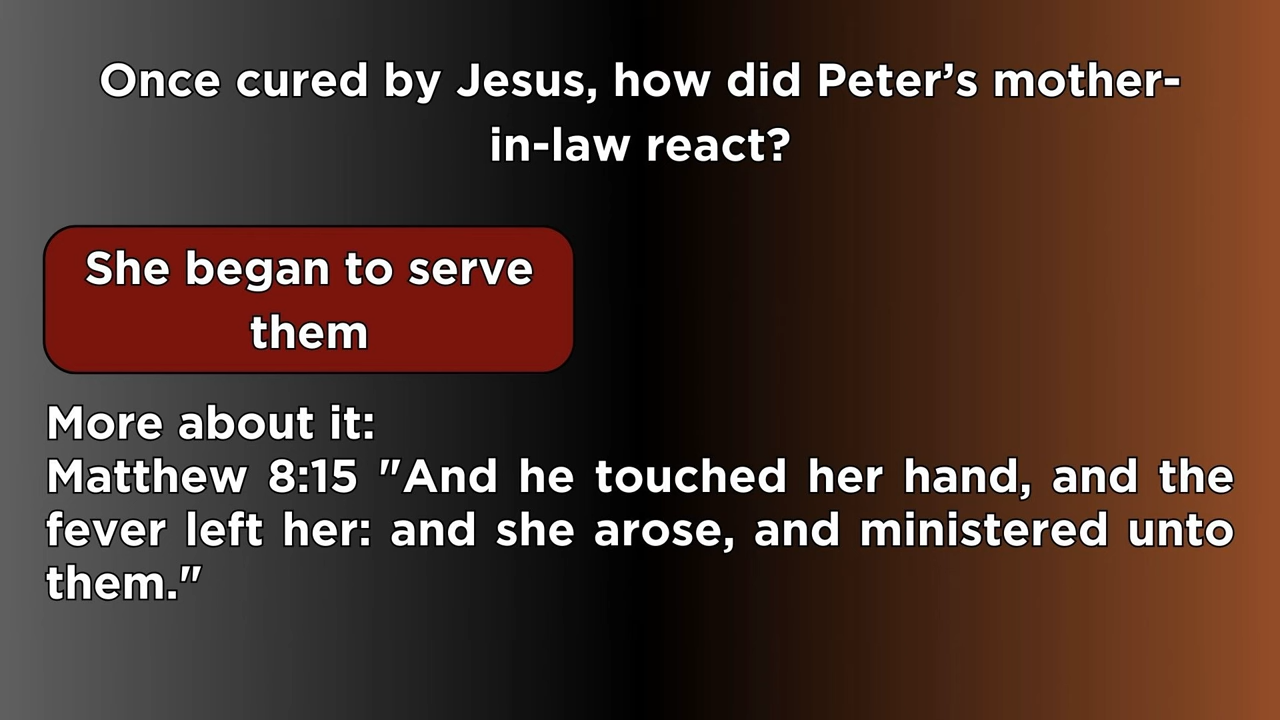 Once cured by Jesus, how did Peter’s mother-
in-law react?
She began to serve
them
More about it:
Matthew 8:15 "And he touched her hand, and the
fever left her: and she arose, and ministered unto
them."